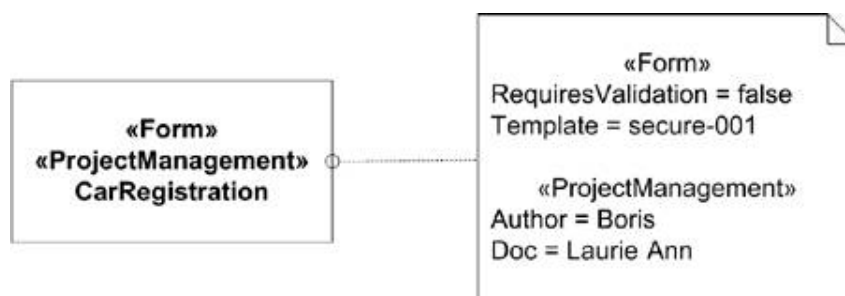 «Form»
«ProjectManagement»
CarRegistration
«Form»
RequiresValidation = false
Template = secure-001
«ProjectManagement»
Author = Boris
Doc = Laurie Ann